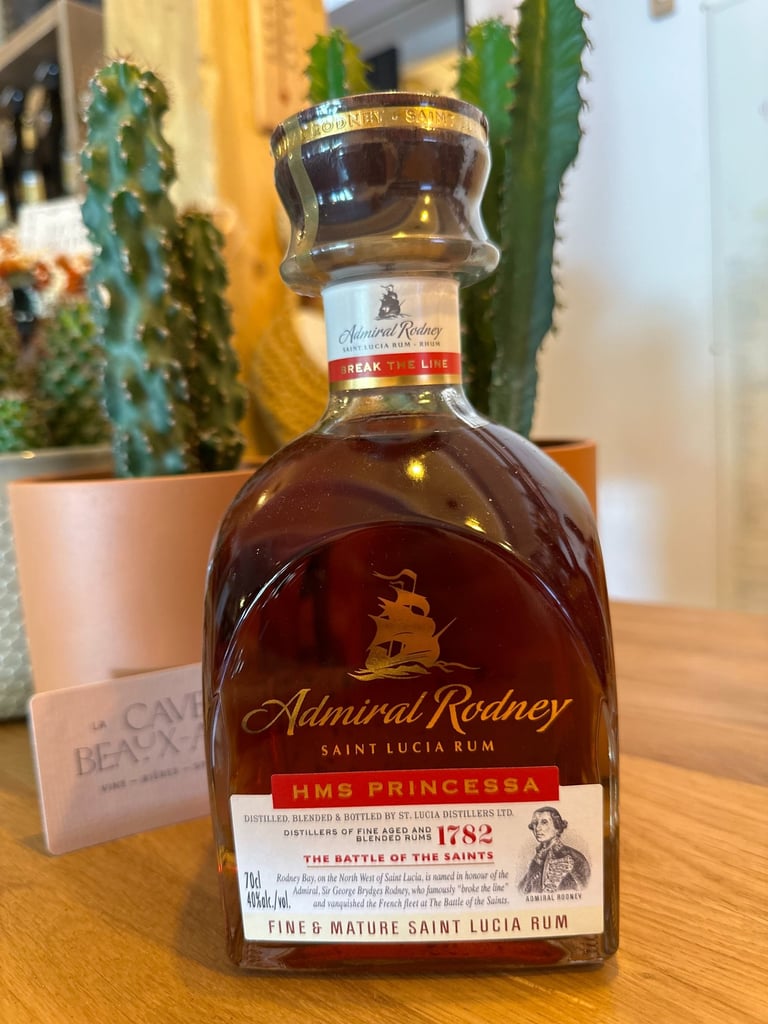 RODNEY · SAINT
Admiral Rodney
SAINT LUCIA RUM - RHUM
BREAK THE LINE
Admiral Rodney
SAINT LUCIA RUM
HMS PRINCESSA
DISTILLED, BLENDED & BOTTLED BY ST. LUCIA DISTILLERS LTD.
DISTILLERS OF FINE AGED AND
BLENDED RUMS 1782
THE BATTLE OF THE SAINTS
Rodney Bay, on the North West of Saint Lucia, is named in honour of the
Admiral, Sir George Brydges Rodney, who famously "broke the line"
and vanquished the French fleet at The Battle of the Saints.
70cl
40%alc./vol.
ADMIRAL RODNEY
FINE & MATURE SAINT LUCIA RUM
LA CAVE
BEAUX-A
VINS — BIÈRES —